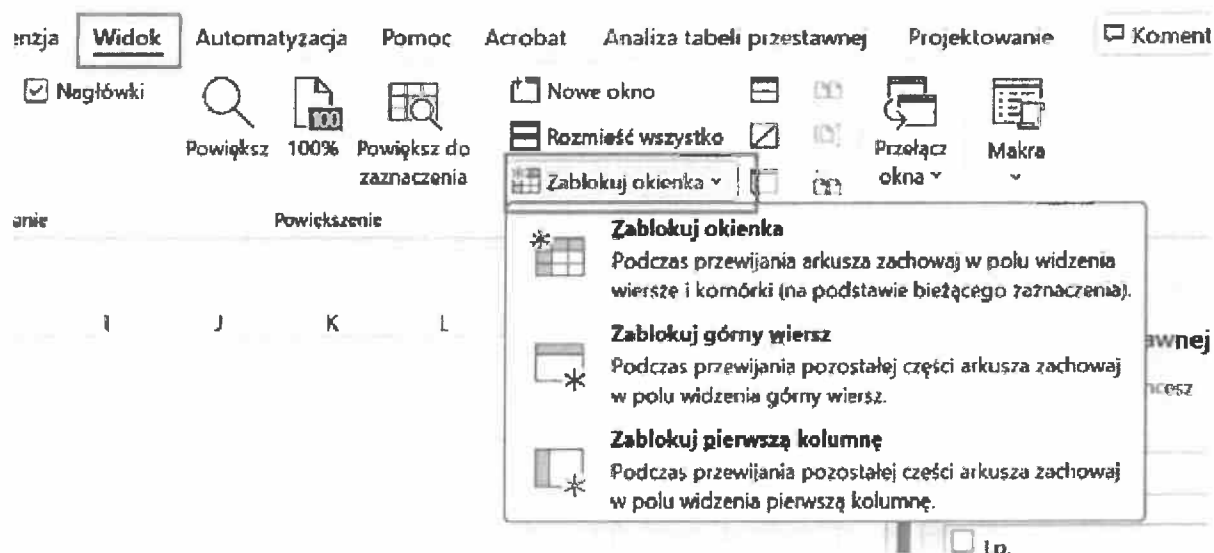 enzja Widok Automatyzacja Pomoc Acrobat Analiza tabeli przestawnej Projektowanie Koment
Nagłówki
Powiększ 100% Powiększ do zaznaczenia
100
Nowe okno
Rozmieść wszystko
Zablokuj okienka
Przełącz okna
Makra
anie
Powiększenie
Zablokuj okienka
Podczas przewijania arkusza zachowaj w polu widzenia
wiersze i komórki (na podstawie bieżącego zaznaczenia).
I J K L
Zablokuj górny wiersz
Podczas przewijania pozostałej części arkusza zachowaj
w polu widzenia górny wiersz.
Zablokuj pierwszą kolumnę
Podczas przewijania pozostałej części arkusza zachowaj
w polu widzenia pierwszą kolumnę.
awnej
hcesz
Lp.